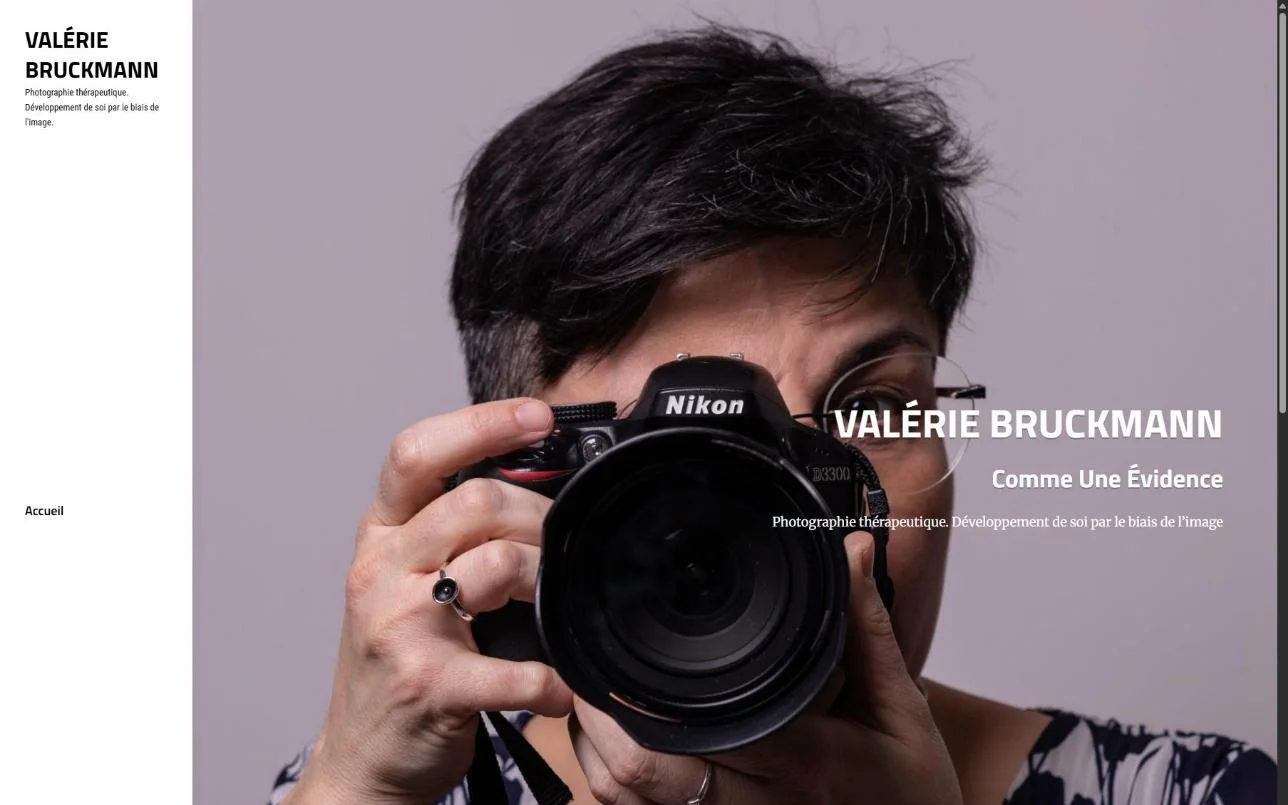 VALÉRIE
BRUCKMANN
Photographie thérapeutique.
Développement de soi par le biais de
l'image.
Accueil
Nikon
D3300
VALÉRIE BRUCKMANN
Comme Une Évidence
Photographie thérapeutique. Développement de soi par le biais de l'image